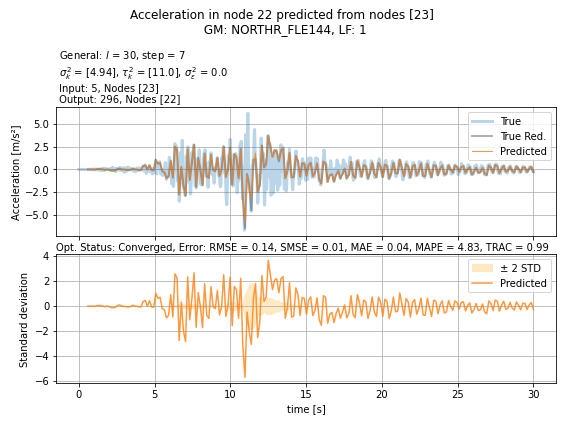 Acceleration in node 22 predicted from nodes [23]
GM: NORTHR_FLE144, LF: 1
General: l = 30, step = 7
σ²ₖ = [4.94], τ²ₖ = [11.0], σ²ε = 0.0
Input: 5, Nodes [23]
Output: 296, Nodes [22]
True
True Red.
Predicted
Acceleration [m/s²]
5.0
2.5
0.0
−2.5
−5.0
Opt. Status: Converged, Error: RMSE = 0.14, SMSE = 0.01, MAE = 0.04, MAPE = 4.83, TRAC = 0.99
± 2 STD
Predicted
Standard deviation
4
2
0
−2
−4
−6
0 5 10 15 20 25 30
time [s]